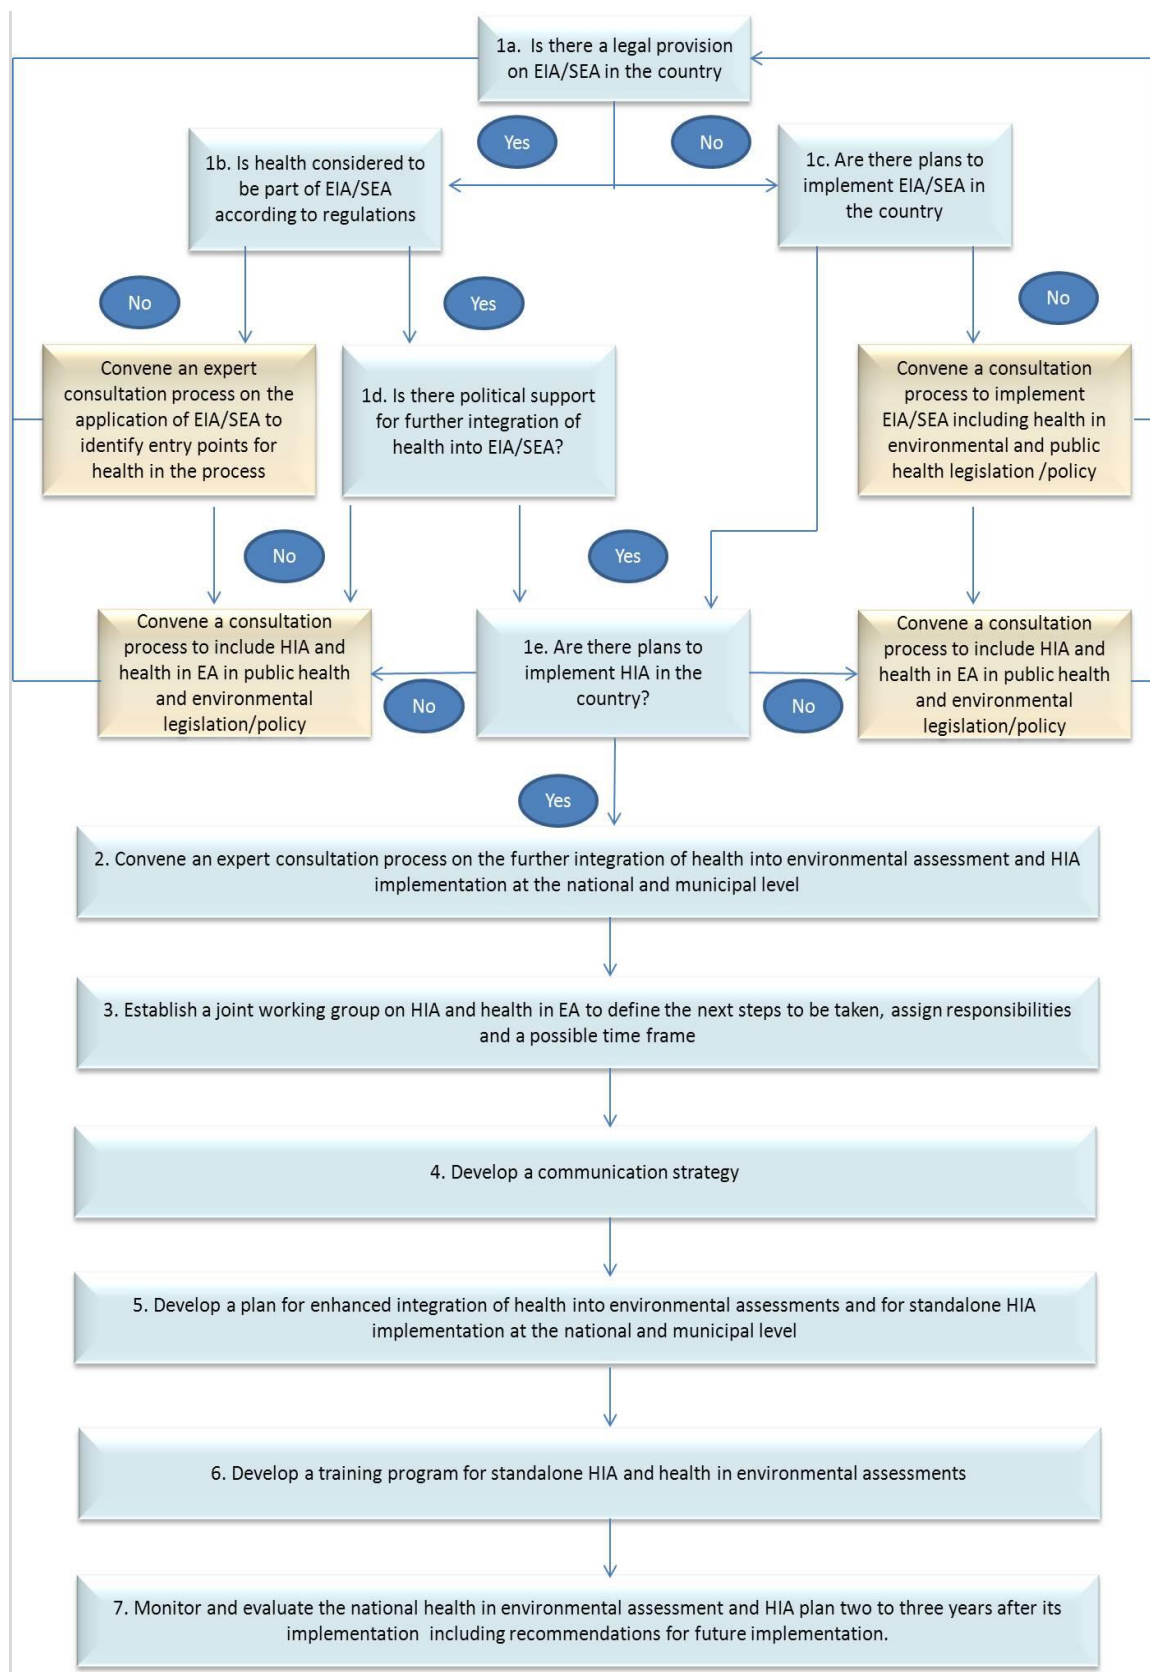 1a. Is there a legal provision
on EIA/SEA in the country
Yes
No
1b. Is health considered to
be part of EIA/SEA
according to regulations
1c. Are there plans to
implement EIA/SEA in
the country
No
Yes
No
Convene an expert
consultation process on the
application of EIA/SEA to
identify entry points for
health in the process
1d. Is there political support
for further integration of
health into EIA/SEA?
Convene a consultation
process to implement
EIA/SEA including health in
environmental and public
health legislation /policy
No
Yes
Convene a consultation
process to include HIA and
health in EA in public health
and environmental
legislation/policy
1e. Are there plans to
implement HIA in the
country?
Convene a consultation
process to include HIA and
health in EA in public health
and environmental
legislation/policy
No
No
Yes
2. Convene an expert consultation process on the further integration of health into environmental assessment and HIA
implementation at the national and municipal level
3. Establish a joint working group on HIA and health in EA to define the next steps to be taken, assign responsibilities
and a possible time frame
4. Develop a communication strategy
5. Develop a plan for enhanced integration of health into environmental assessments and for standalone HIA
implementation at the national and municipal level
6. Develop a training program for standalone HIA and health in environmental assessments
7. Monitor and evaluate the national health in environmental assessment and HIA plan two to three years after its
implementation including recommendations for future implementation.